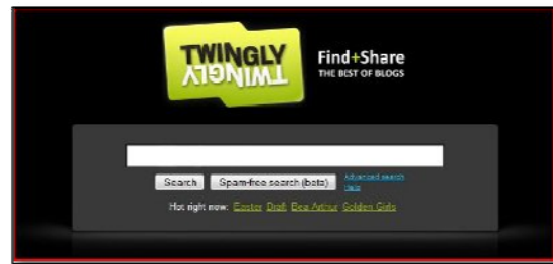 TWINGLY
TWINGLY
Find+Share
THE BEST OF BLOGS
Search Spam-free search (beta) Advanced search
Help
Hot right now: Easter Draft Bea Arthur Golden Girls